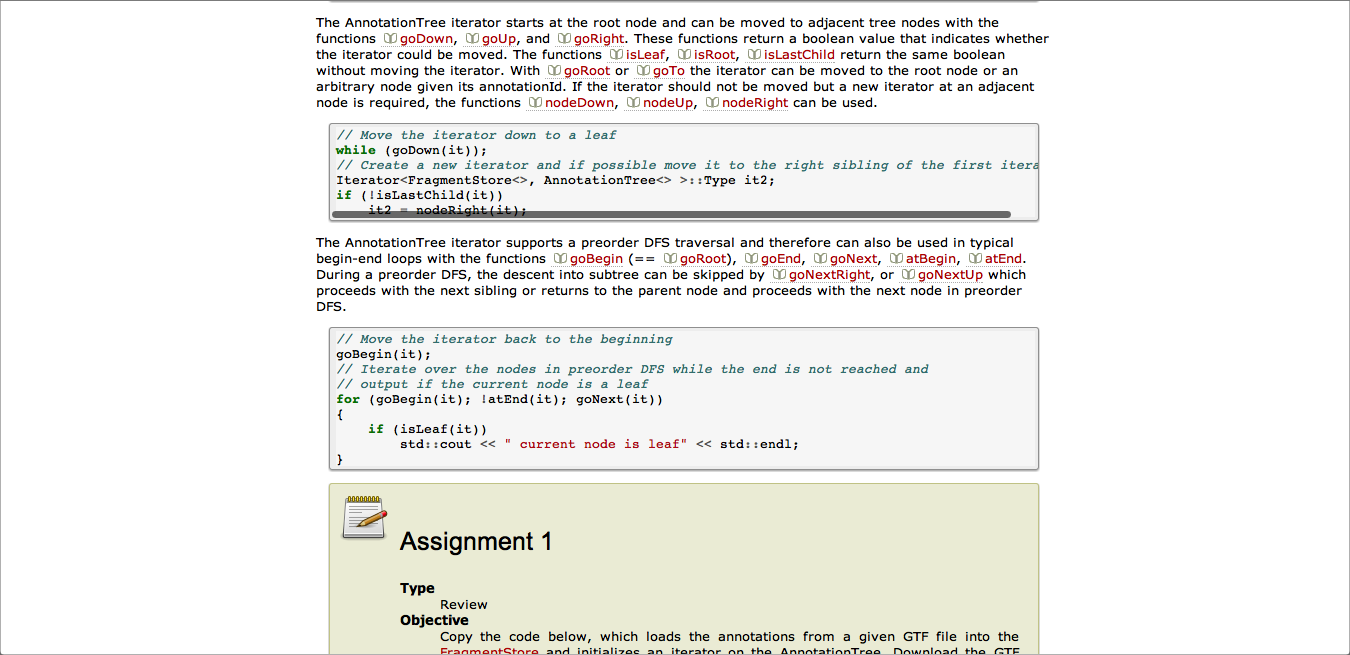 The AnnotationTree iterator starts at the root node and can be moved to adjacent tree nodes with the
functions goDown, goUp, and goRight. These functions return a boolean value that indicates whether
the iterator could be moved. The functions isLeaf, isRoot, isLastChild return the same boolean
without moving the iterator. With goRoot or goTo the iterator can be moved to the root node or an
arbitrary node given its annotationId. If the iterator should not be moved but a new iterator at an adjacent
node is required, the functions nodeDown, nodeUp, nodeRight can be used.
// Move the iterator down to a leaf
while (goDown(it));
// Create a new iterator and if possible move it to the right sibling of the first itera
Iterator<FragmentStore<>, AnnotationTree<> >::Type it2;
if (!isLastChild(it))
    it2 = nodeRight(it);
The AnnotationTree iterator supports a preorder DFS traversal and therefore can also be used in typical
begin-end loops with the functions goBegin (== goRoot), goEnd, goNext, atBegin, atEnd.
During a preorder DFS, the descent into subtree can be skipped by goNextRight, or goNextUp which
proceeds with the next sibling or returns to the parent node and proceeds with the next node in preorder
DFS.
// Move the iterator back to the beginning
goBegin(it);
// Iterate over the nodes in preorder DFS while the end is not reached and
// output if the current node is a leaf
for (goBegin(it); !atEnd(it); goNext(it))
{
    if (isLeaf(it))
        std::cout << " current node is leaf" << std::endl;
}
Assignment 1
Type
Review
Objective
Copy the code below, which loads the annotations from a given GTF file into the
FragmentStore and initializes an iterator on the AnnotationTree. Download the GTF